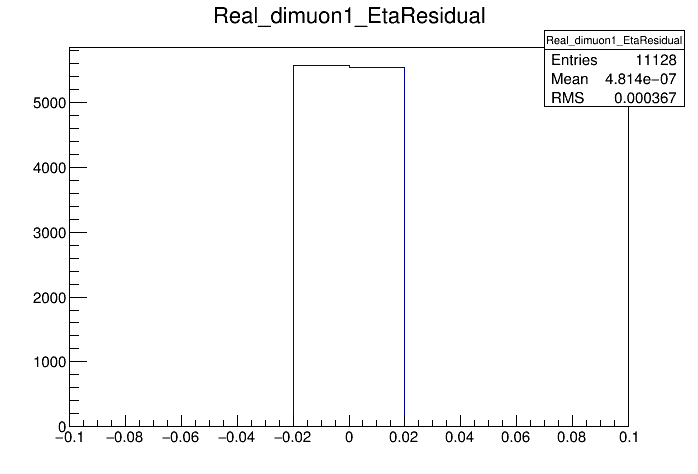 Real_dimuon1_EtaResidual
Real_dimuon1_EtaResidual
Entries 11128
Mean 4.814e−07
RMS 0.000367
5000
4000
3000
2000
1000
0
−0.1 −0.08 −0.06 −0.04 −0.02 0 0.02 0.04 0.06 0.08 0.1